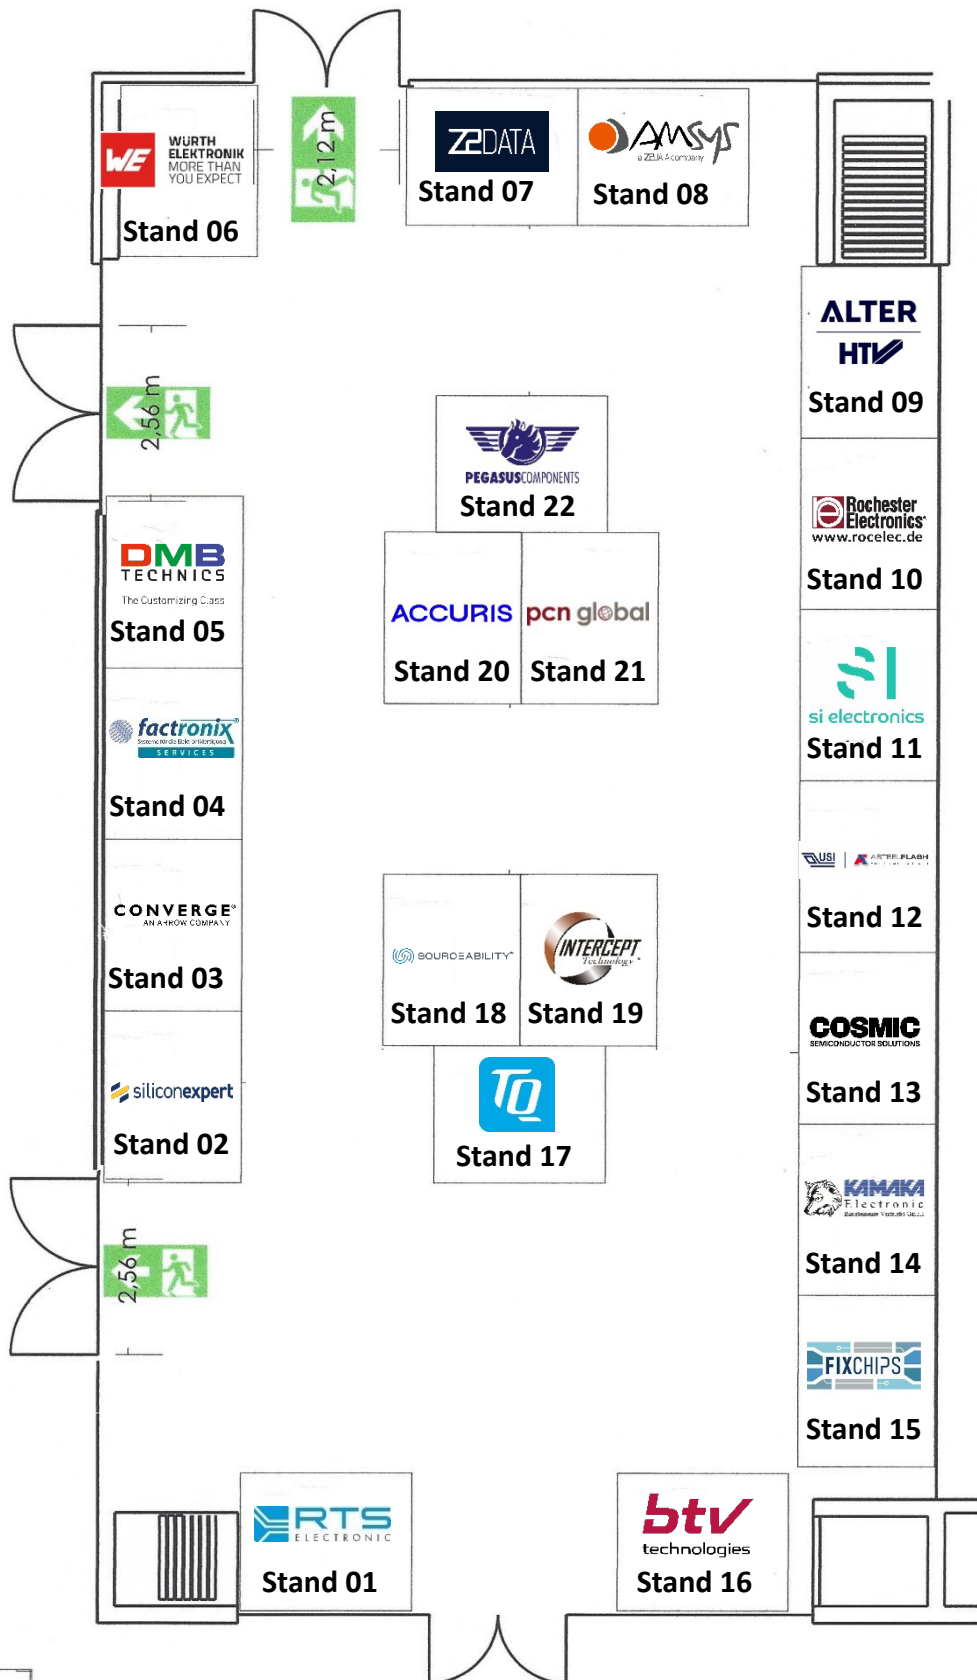 WE
WÜRTH
ELEKTRONIK
MORE THAN
YOU EXPECT
Stand 06
2,12 m
Z2DATA
Stand 07
AMSYS
Stand 08
ALTER
HTV
Stand 09
2,56 m
PEGASUSCOMPONENTS
Stand 22
Rochester
Electronics
www.rocelec.de
Stand 10
DMB
TECHNICS
The Customizing Class
Stand 05
ACCURIS
Stand 20
pcn global
Stand 21
SI
si electronics
Stand 11
factronix®
SERVICES
Stand 04
USI
ASTEELFLASH
Stand 12
CONVERGE®
AN ARROW COMPANY
Stand 03
SOURCEABILITY
Stand 18
INTERCEPT
Technology
Stand 19
COSMIC
SEMICONDUCTOR SOLUTIONS
Stand 13
siliconexpert
Stand 02
TQ
Stand 17
KAMAKA
Electronic
Stand 14
2,56 m
FIXCHIPS
Stand 15
RTS
ELECTRONIC
Stand 01
btv
technologies
Stand 16